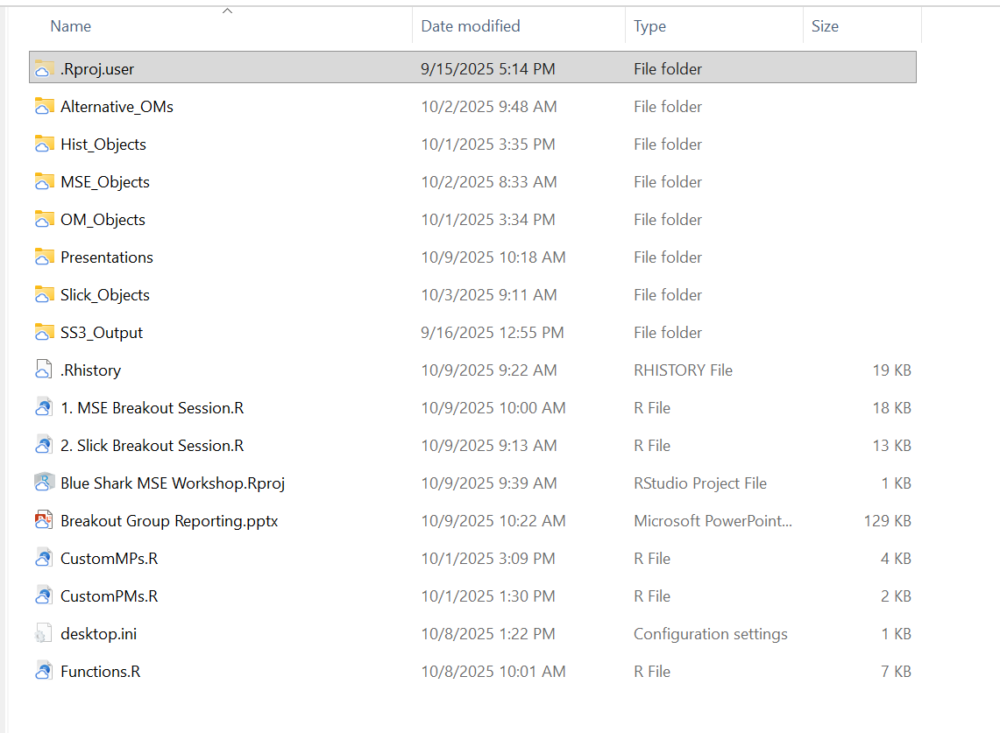 Name Date modified Type Size
.Rproj.user 9/15/2025 5:14 PM File folder
Alternative_OMs 10/2/2025 9:48 AM File folder
Hist_Objects 10/1/2025 3:35 PM File folder
MSE_Objects 10/2/2025 8:33 AM File folder
OM_Objects 10/1/2025 3:34 PM File folder
Presentations 10/9/2025 10:18 AM File folder
Slick_Objects 10/3/2025 9:11 AM File folder
SS3_Output 9/16/2025 12:55 PM File folder
.Rhistory 10/9/2025 9:22 AM RHISTORY File 19 KB
1. MSE Breakout Session.R 10/9/2025 10:00 AM R File 18 KB
2. Slick Breakout Session.R 10/9/2025 9:13 AM R File 13 KB
Blue Shark MSE Workshop.Rproj 10/9/2025 9:39 AM RStudio Project File 1 KB
Breakout Group Reporting.pptx 10/9/2025 10:22 AM Microsoft PowerPoint... 129 KB
CustomMPs.R 10/1/2025 3:09 PM R File 4 KB
CustomPMs.R 10/1/2025 1:30 PM R File 2 KB
desktop.ini 10/8/2025 1:22 PM Configuration settings 1 KB
Functions.R 10/8/2025 10:01 AM R File 7 KB